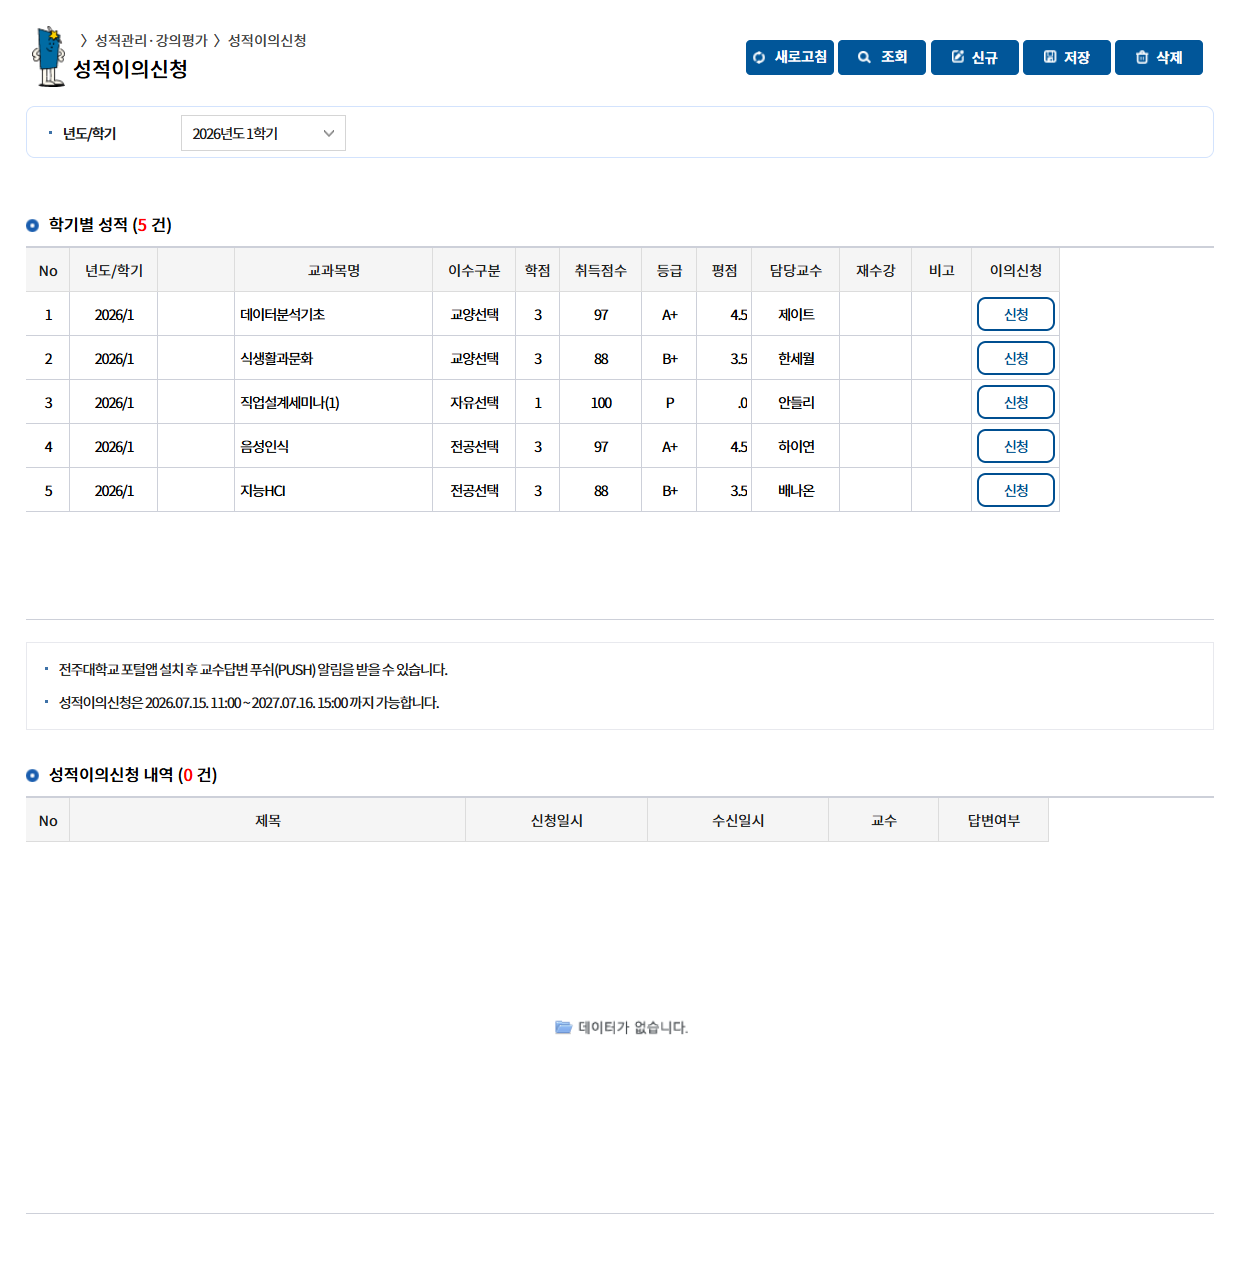 〉 성적관리·강의평가 〉 성적이의신청
성적이의신청
새로고침 조회 신규 저장 삭제
년도/학기 2026년도 1학기
학기별 성적 (5 건)
No 년도/학기 교과목명 이수구분 학점 취득점수 등급 평점 담당교수 재수강 비고 이의신청
1 2026/1 데이터분석기초 교양선택 3 97 A+ 4.5 제이트 신청
2 2026/1 식생활과문화 교양선택 3 88 B+ 3.5 한세월 신청
3 2026/1 직업설계세미나(1) 자유선택 1 100 P .0 안들리 신청
4 2026/1 음성인식 전공선택 3 97 A+ 4.5 하이연 신청
5 2026/1 지능HCI 전공선택 3 88 B+ 3.5 배나온 신청
전주대학교 포털앱 설치 후 교수답변 푸쉬(PUSH) 알림을 받을 수 있습니다.
성적이의신청은 2026.07.15. 11:00 ~ 2027.07.16. 15:00 까지 가능합니다.
성적이의신청 내역 (0 건)
No 제목 신청일시 수신일시 교수 답변여부
데이터가 없습니다.